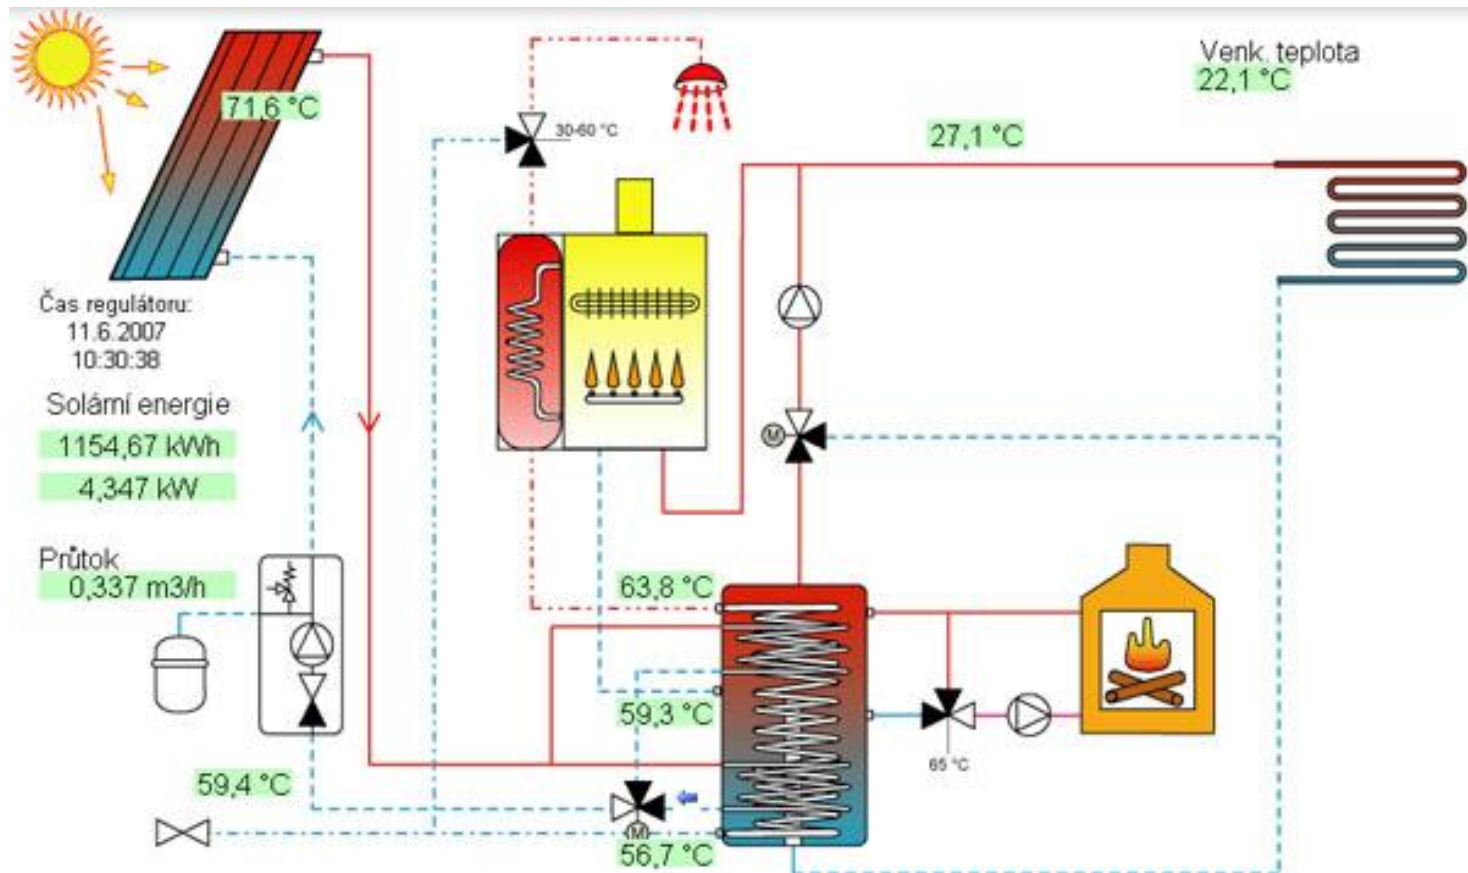 Venk. teplota
22,1 °C
71,6 °C
30-60 °C
27,1 °C
Čas regulátoru:
11.6.2007
10:30:38
Solární energie
1154,67 kWh
4,347 kW
M
Průtok
0,337 m3/h
63,8 °C
59,3 °C
65 °C
59,4 °C
M
56,7 °C